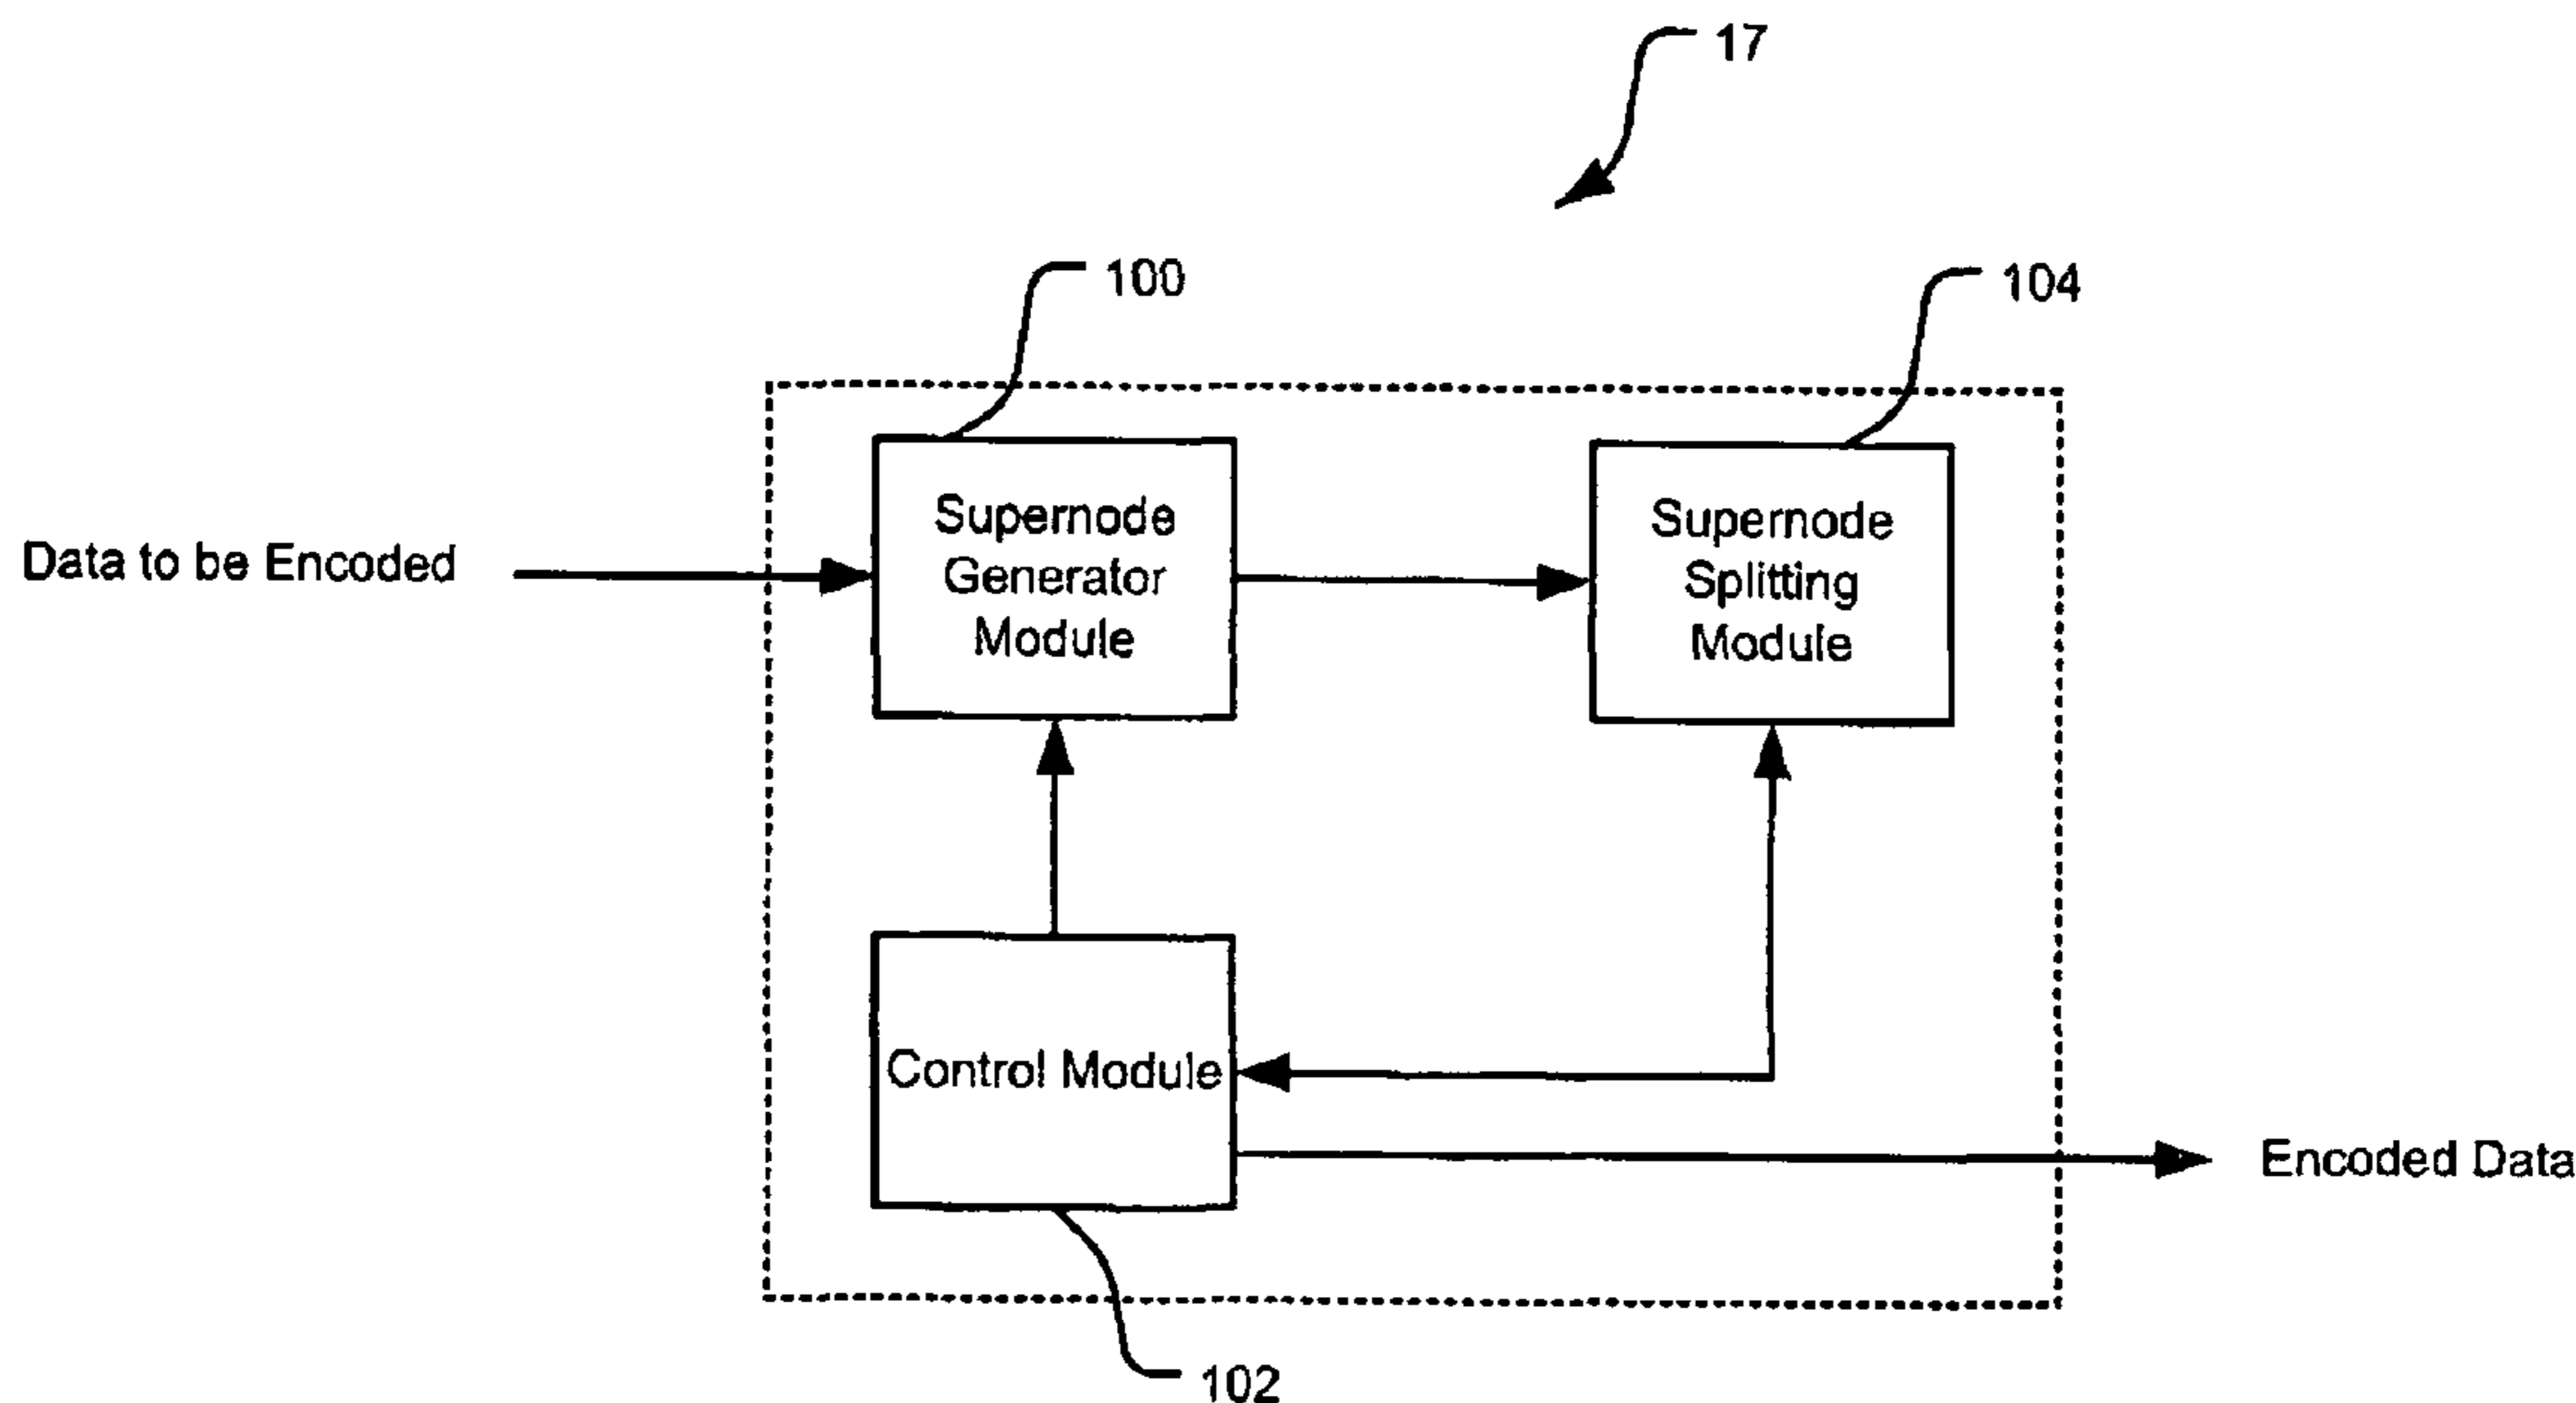 17
100
104
Supernode
Generator
Module
Supernode
Splitting
Module
Data to be Encoded
Control Module
Encoded Data
102